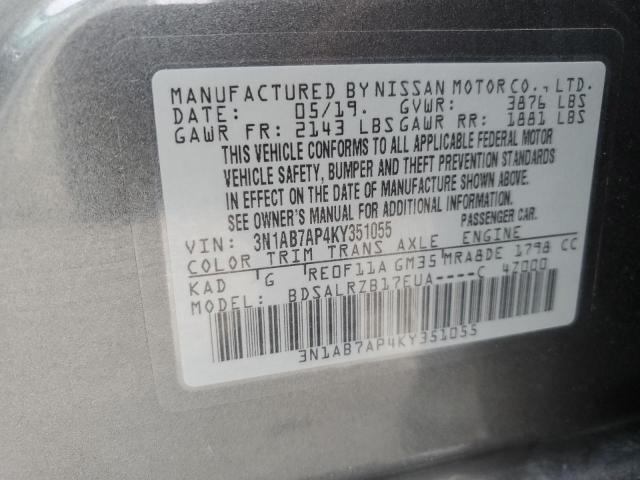 MANUFACTURED BY NISSAN MOTOR CO., LTD.
DATE: 05/19. GVWR: 3876 LBS
GAWR FR: 2143 LBS GAWR RR: 1881 LBS
THIS VEHICLE CONFORMS TO ALL APPLICABLE FEDERAL MOTOR
VEHICLE SAFETY, BUMPER AND THEFT PREVENTION STANDARDS
IN EFFECT ON THE DATE OF MANUFACTURE SHOWN ABOVE.
SEE OWNER'S MANUAL FOR ADDITIONAL INFORMATION.
VIN: 3N1AB7AP4KY351055 PASSENGER CAR.
COLOR TRIM TRANS AXLE ENGINE
KAD G RE0F11A GM35 MRA8DE 1798 CC
MODEL: BDSALRZB17EUA----C 4Z000
3N1AB7AP4KY351055